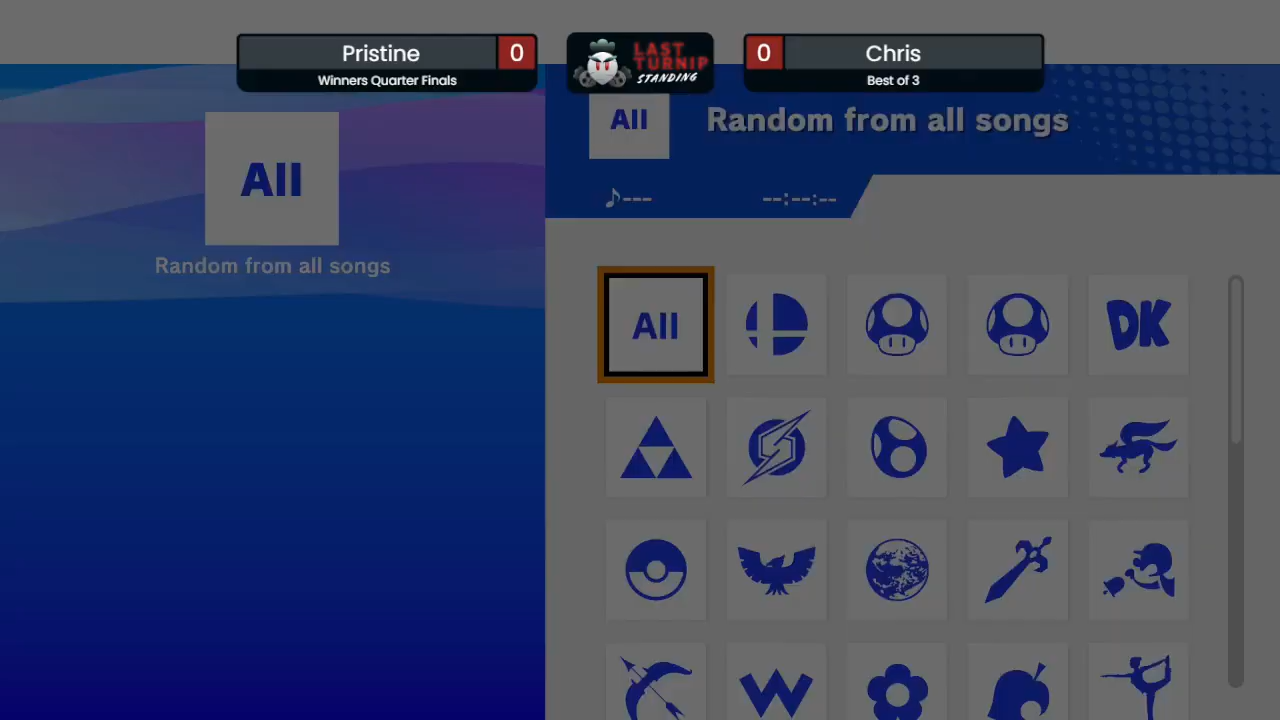 Pristine
0
Winners Quarter Finals
LAST
TURNIP
STANDING
0
Chris
Best of 3
All
Random from all songs
All
Random from all songs
♪---
--:--:--
All
DK